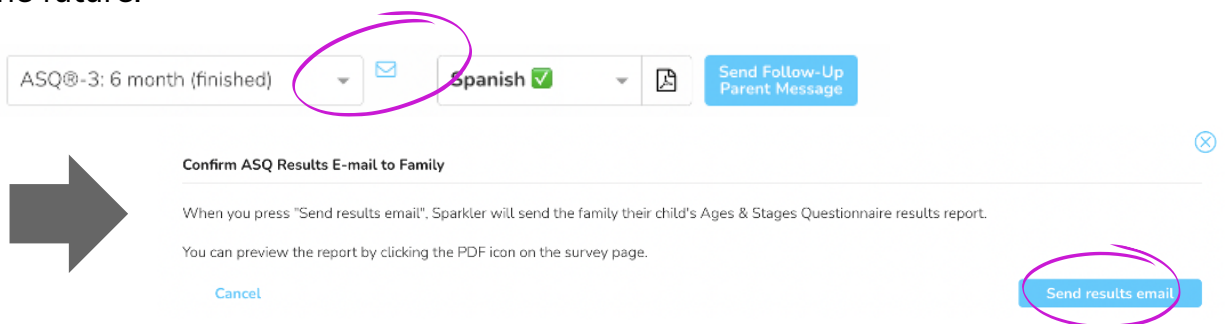 ASQ®-3: 6 month (finished)
Spanish ✅
Send Follow-Up
Parent Message
Confirm ASQ Results E-mail to Family
When you press "Send results email", Sparkler will send the family their child's Ages & Stages Questionnaire results report.
You can preview the report by clicking the PDF icon on the survey page.
Cancel
Send results email